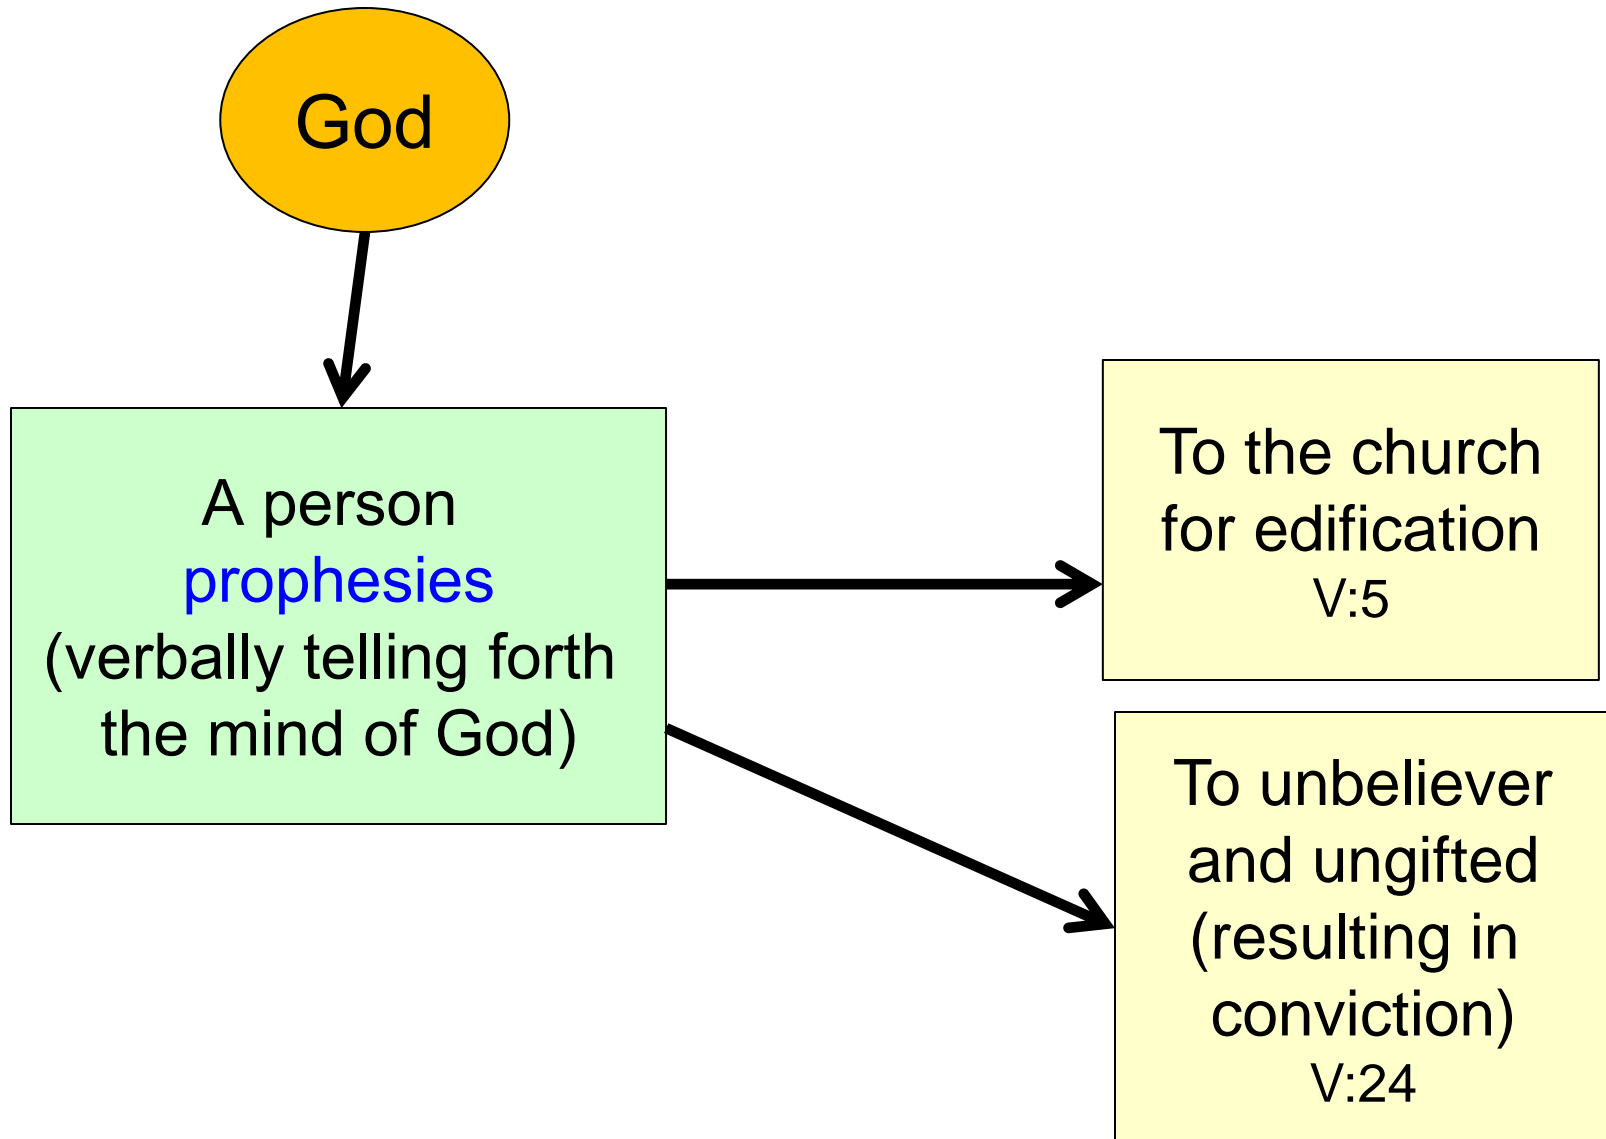 God
A person
prophesies
(verbally telling forth
the mind of God)
To the church
for edification
V:5
To unbeliever
and ungifted
(resulting in
conviction)
V:24